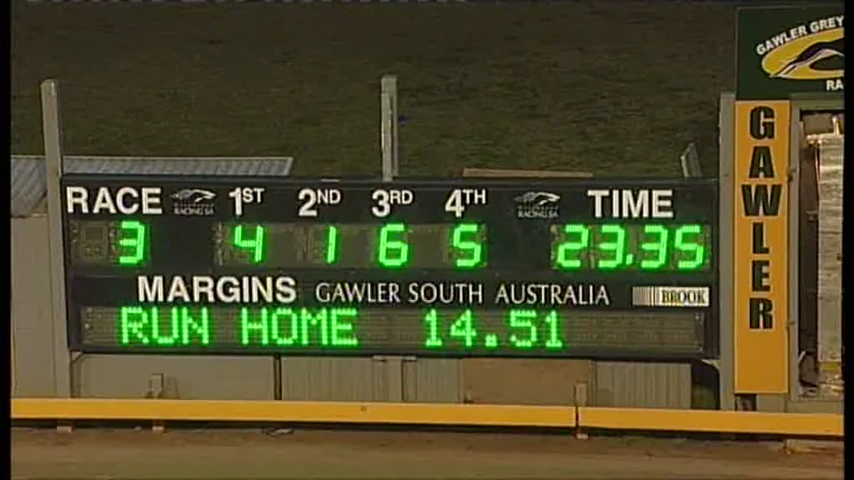 GAWLER GREY
RA
GAWLER
RACE 1ST 2ND 3RD 4TH TIME
3 4 1 6 5 23.35
MARGINS GAWLER SOUTH AUSTRALIA BROOK
RUN HOME 14.51